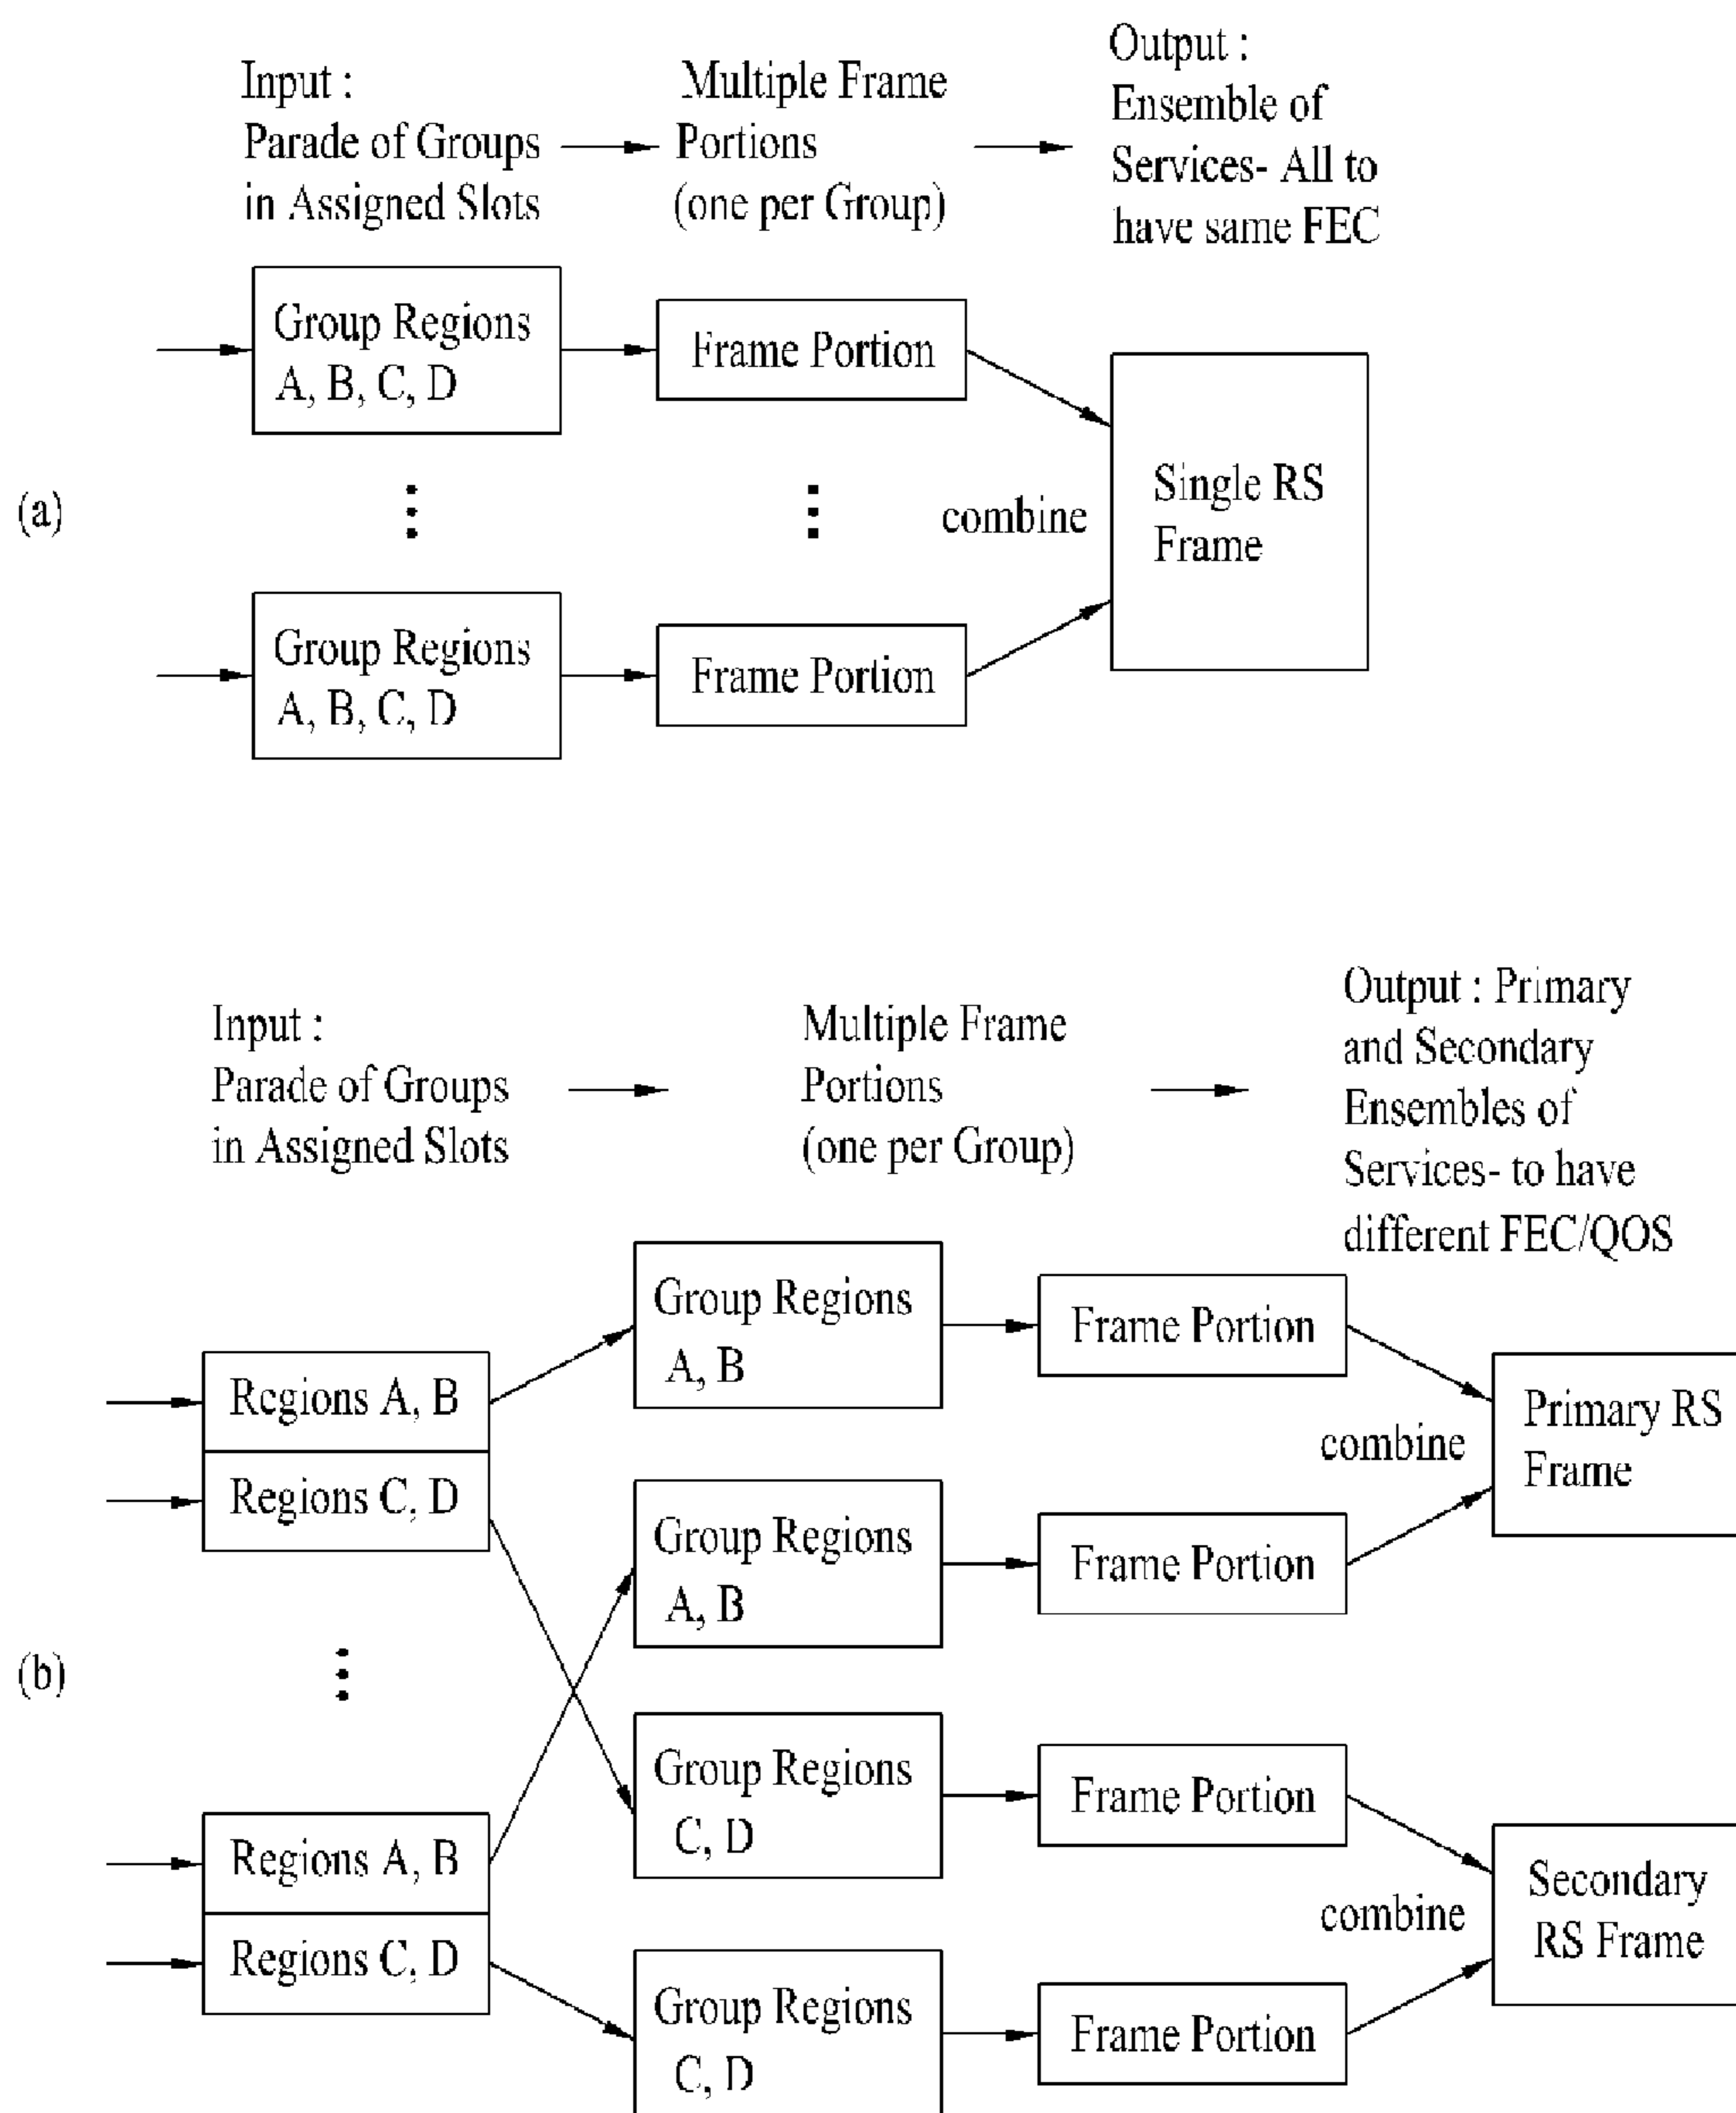 Input :
Parade of Groups
in Assigned Slots
Multiple Frame
Portions
(one per Group)
Output :
Ensemble of
Services- All to
have same FEC
(a)
Group Regions
A, B, C, D
Frame Portion
combine
Single RS
Frame
Group Regions
A, B, C, D
Frame Portion
Input :
Parade of Groups
in Assigned Slots
Multiple Frame
Portions
(one per Group)
Output : Primary
and Secondary
Ensembles of
Services- to have
different FEC/QOS
(b)
Regions A, B
Regions C, D
Regions A, B
Regions C, D
Group Regions
A, B
Frame Portion
Group Regions
A, B
Frame Portion
combine
Primary RS
Frame
Group Regions
C, D
Frame Portion
Group Regions
C, D
Frame Portion
combine
Secondary
RS Frame